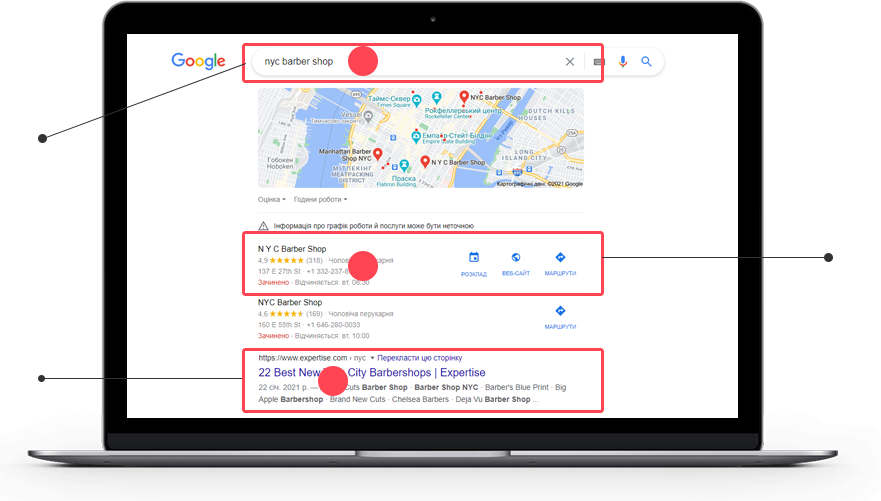 Google
nyc barber shop
Таймс-Сквер
Times Square
NYC Barber Shop
Рокфеллерівський центр
Rockefeller Center
DUTCH KILLS
HOUSES
Vessel
Тимчасово закрито
Емпайр-Стейт-Білдінг
Empire State Building
Manhattan Barber
Shop NYC
Гобокен
Hoboken
МІТПЕКІНГ
MEATPACKING
DISTRICT
Праска
Flatiron Building
N Y C Barber Shop
LONG
ISLAND CITY
Картографічні дані: ©2021 Google
Оцінка Години роботи
Інформація про графік роботи й послуги може бути неточною
N Y C Barber Shop
4,9 (318) · Чоловіча перукарня
137 E 27th St · +1 332-237-8
Зачинено · Відчиняється: вт, 08:30
РОЗКЛАД ВЕБ-САЙТ МАРШРУТИ
NYC Barber Shop
4,6 (169) · Чоловіча перукарня
160 E 55th St · +1 646-280-0033
Зачинено · Відчиняється: вт, 10:00
МАРШРУТИ
https://www.expertise.com › nyc Перекласти цю сторінку
22 Best New City Barbershops | Expertise
22 січ. 2021 р. — Cuts Barber Shop · Barber Shop NYC · Barber's Blue Print · Big
Apple Barbershop · Brand New Cuts · Chelsea Barbers · Deja Vu Barber Shop ...